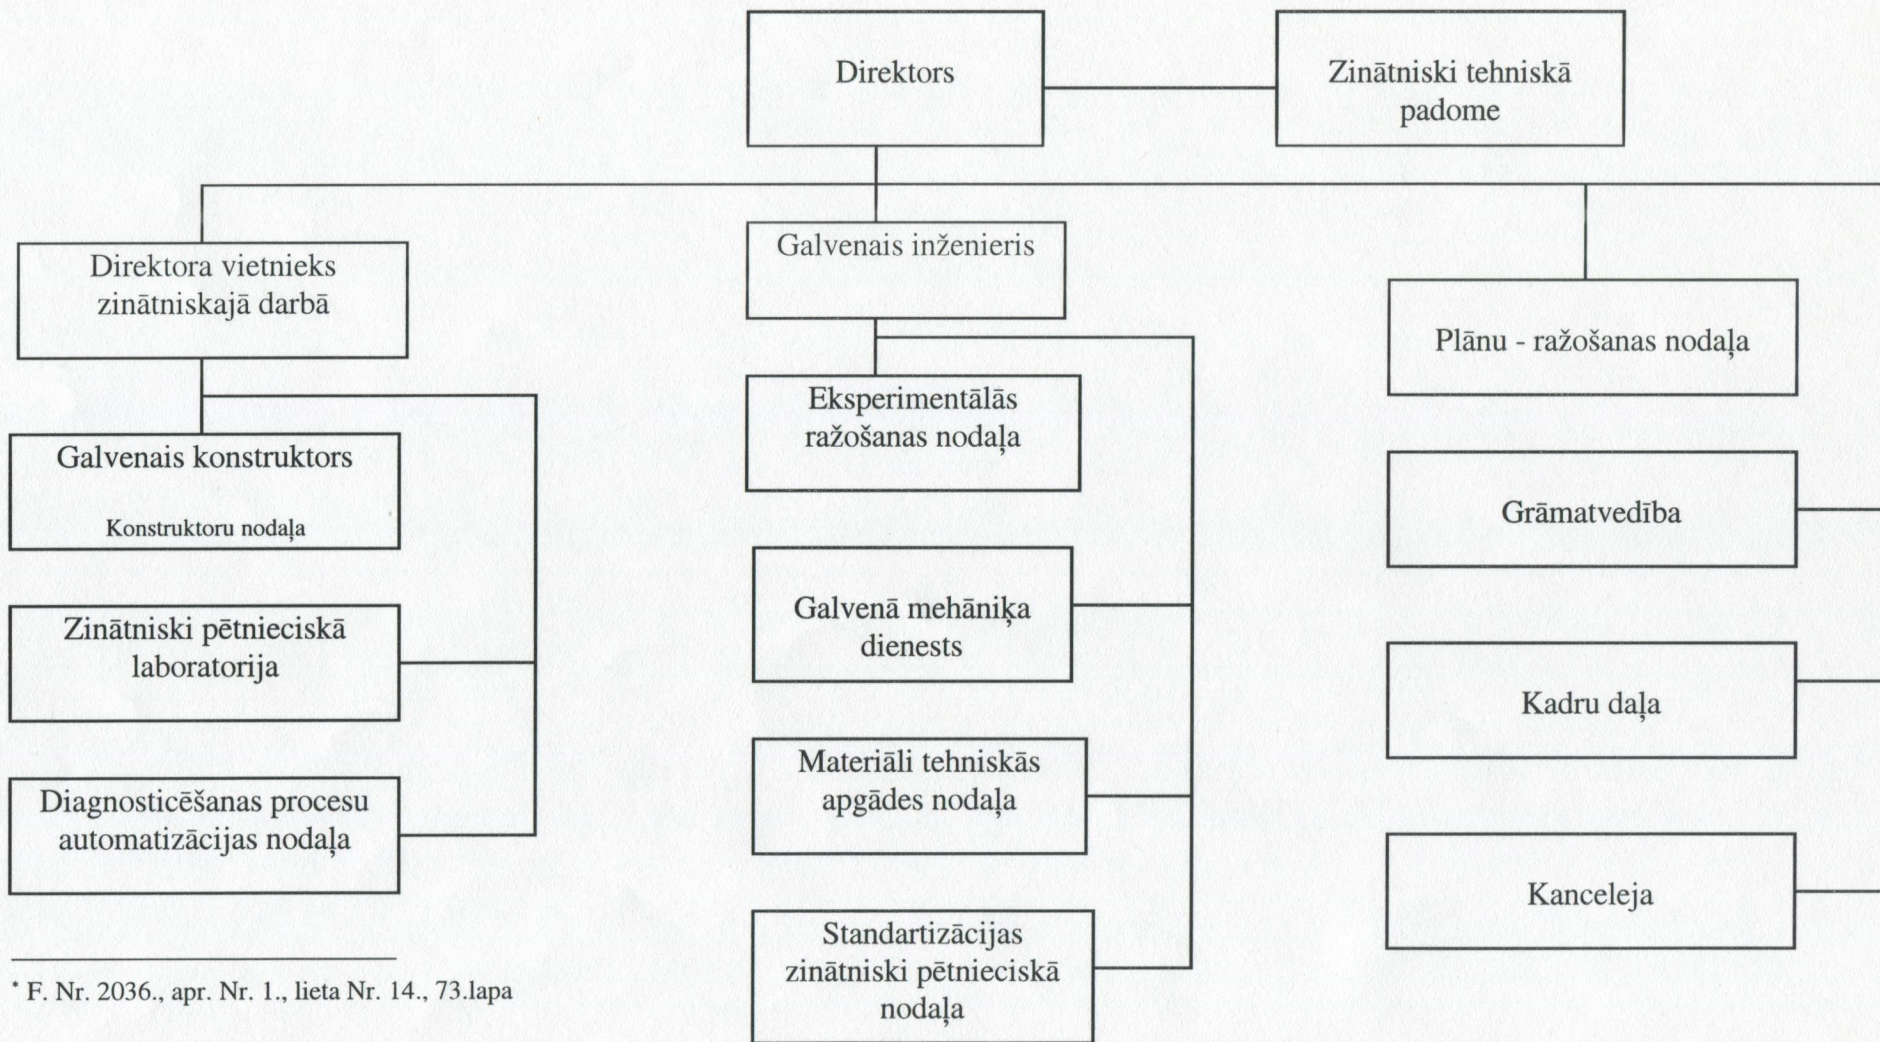 Direktors
Zinātniski tehniskā
padome
Direktora vietnieks
zinātniskajā darbā
Galvenais inženieris
Plānu - ražošanas nodaļa
Galvenais konstruktors
Konstruktoru nodaļa
Zinātniski pētnieciskā
laboratorija
Diagnosticēšanas procesu
automatizācijas nodaļa
Eksperimentālās
ražošanas nodaļa
Galvenā mehāniķa
dienests
Materiāli tehniskās
apgādes nodaļa
Standartizācijas
zinātniski pētnieciskā
nodaļa
Grāmatvedība
Kadru daļa
Kanceleja
* F. Nr. 2036., apr. Nr. 1., lieta Nr. 14., 73.lapa